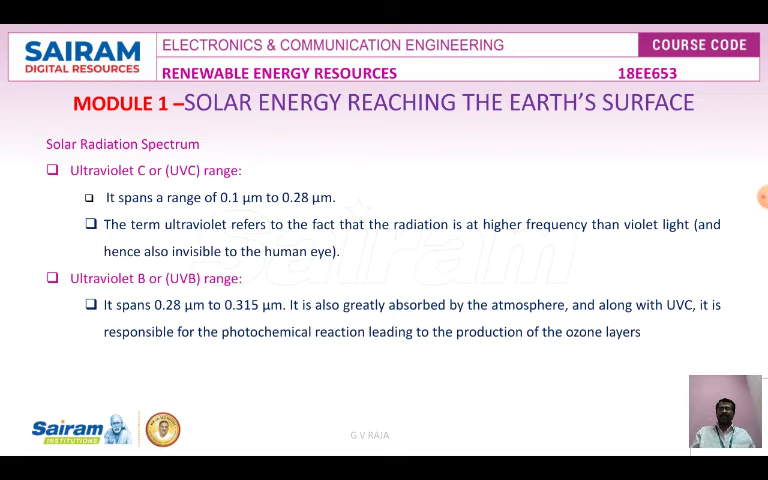 SAIRAM
DIGITAL RESOURCES
ELECTRONICS & COMMUNICATION ENGINEERING
COURSE CODE
RENEWABLE ENERGY RESOURCES
18EE653
MODULE 1 –SOLAR ENERGY REACHING THE EARTH'S SURFACE
Solar Radiation Spectrum
❑ Ultraviolet C or (UVC) range:
❑ It spans a range of 0.1 μm to 0.28 μm.
❑ The term ultraviolet refers to the fact that the radiation is at higher frequency than violet light (and
hence also invisible to the human eye).
❑ Ultraviolet B or (UVB) range:
❑ It spans 0.28 μm to 0.315 μm. It is also greatly absorbed by the atmosphere, and along with UVC, it is
responsible for the photochemical reaction leading to the production of the ozone layers
Sairam
Sairam
INSTITUTIONS
G V RAJA